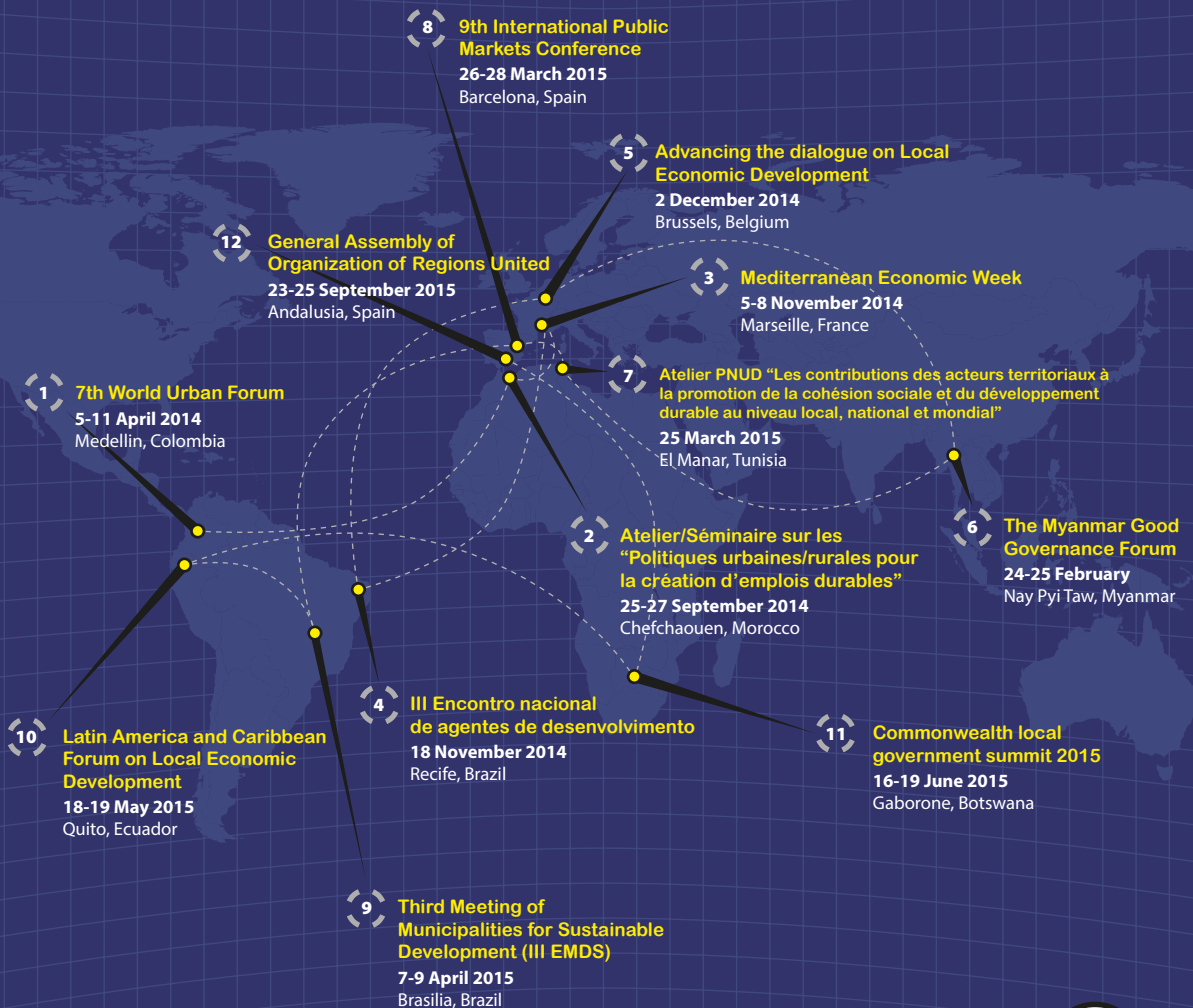 8
9th International Public
Markets Conference
26-28 March 2015
Barcelona, Spain
5
Advancing the dialogue on Local
Economic Development
2 December 2014
Brussels, Belgium
12
General Assembly of
Organization of Regions United
23-25 September 2015
Andalusia, Spain
3
Mediterranean Economic Week
5-8 November 2014
Marseille, France
1
7th World Urban Forum
5-11 April 2014
Medellin, Colombia
7
Atelier PNUD “Les contributions des acteurs territoriaux à
la promotion de la cohésion sociale et du développement
durable au niveau local, national et mondial”
25 March 2015
El Manar, Tunisia
2
Atelier/Séminaire sur les
“Politiques urbaines/rurales pour
la création d’emplois durables”
25-27 September 2014
Chefchaouen, Morocco
6
The Myanmar Good
Governance Forum
24-25 February
Nay Pyi Taw, Myanmar
4
III Encontro nacional
de agentes de desenvolvimento
18 November 2014
Recife, Brazil
10
Latin America and Caribbean
Forum on Local Economic
Development
18-19 May 2015
Quito, Ecuador
11
Commonwealth local
government summit 2015
16-19 June 2015
Gaborone, Botswana
9
Third Meeting of
Municipalities for Sustainable
Development (III EMDS)
7-9 April 2015
Brasilia, Brazil